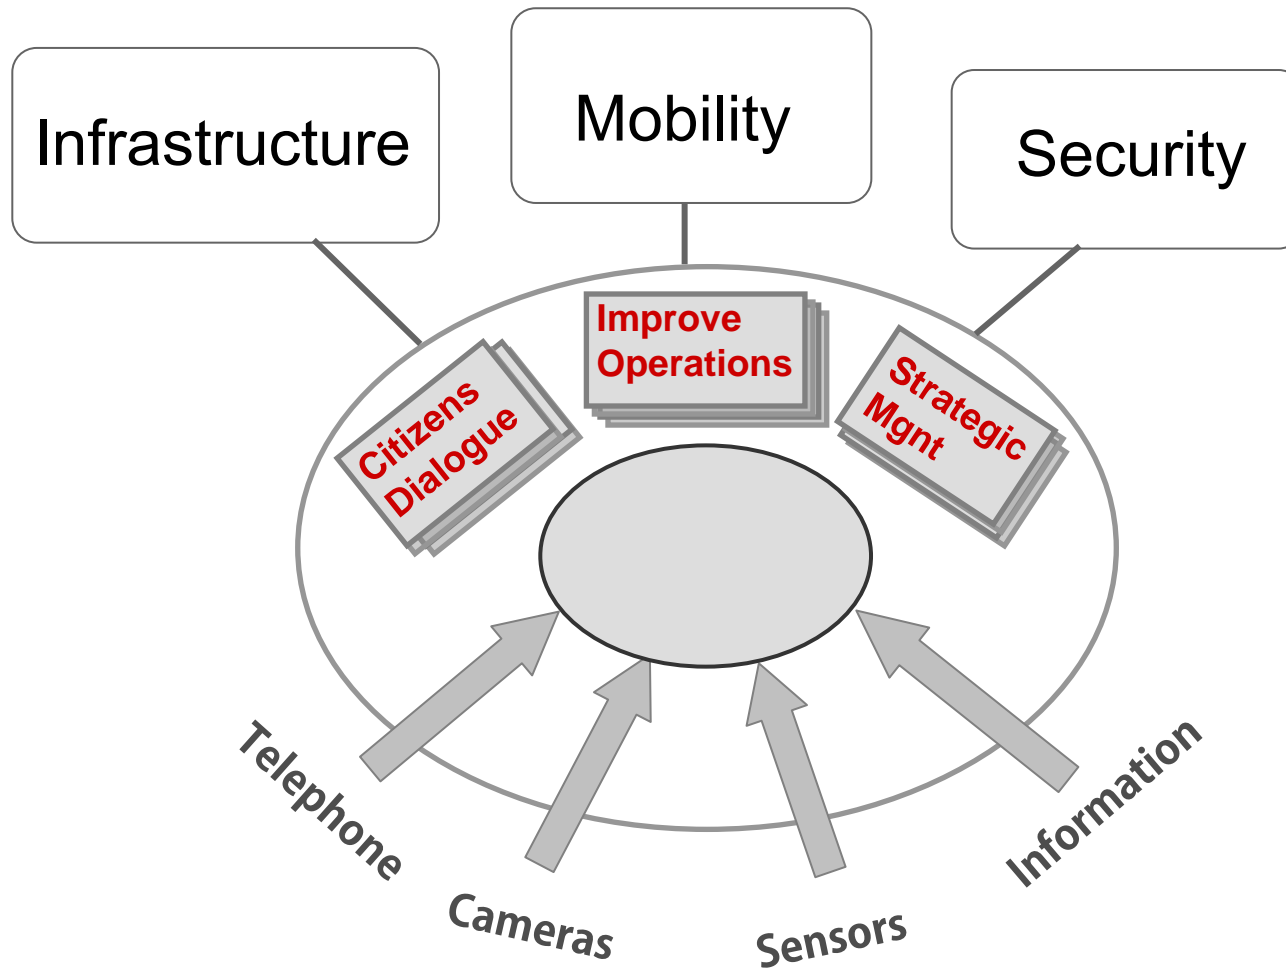 Infrastructure
Mobility
Security
Citizens
Dialogue
Improve
Operations
Strategic
Mgnt
Telephone
Cameras
Sensors
Information